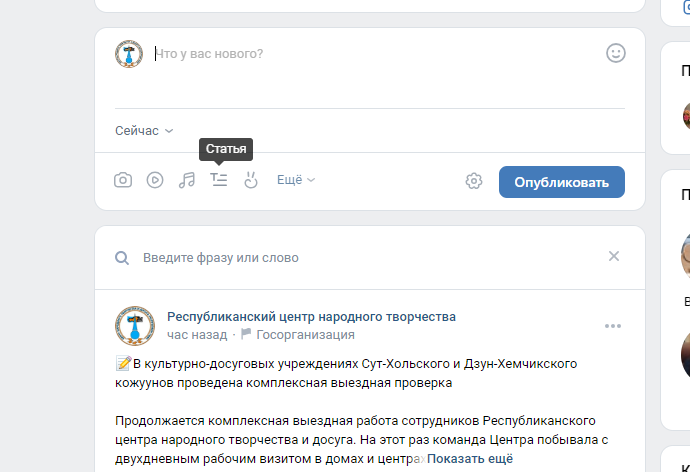 Что у вас нового?
Сейчас
Статья
Ещё
Опубликовать
Введите фразу или слово
Республиканский центр народного творчества
час назад · Госорганизация
📝В культурно-досуговых учреждениях Сут-Хольского и Дзун-Хемчикского
кожуунов проведена комплексная выездная проверка
Продолжается комплексная выездная работа сотрудников Республиканского
центра народного творчества и досуга. На этот раз команда Центра побывала с
двухдневным рабочим визитом в домах и центра Показать ещё
П
П
В
К